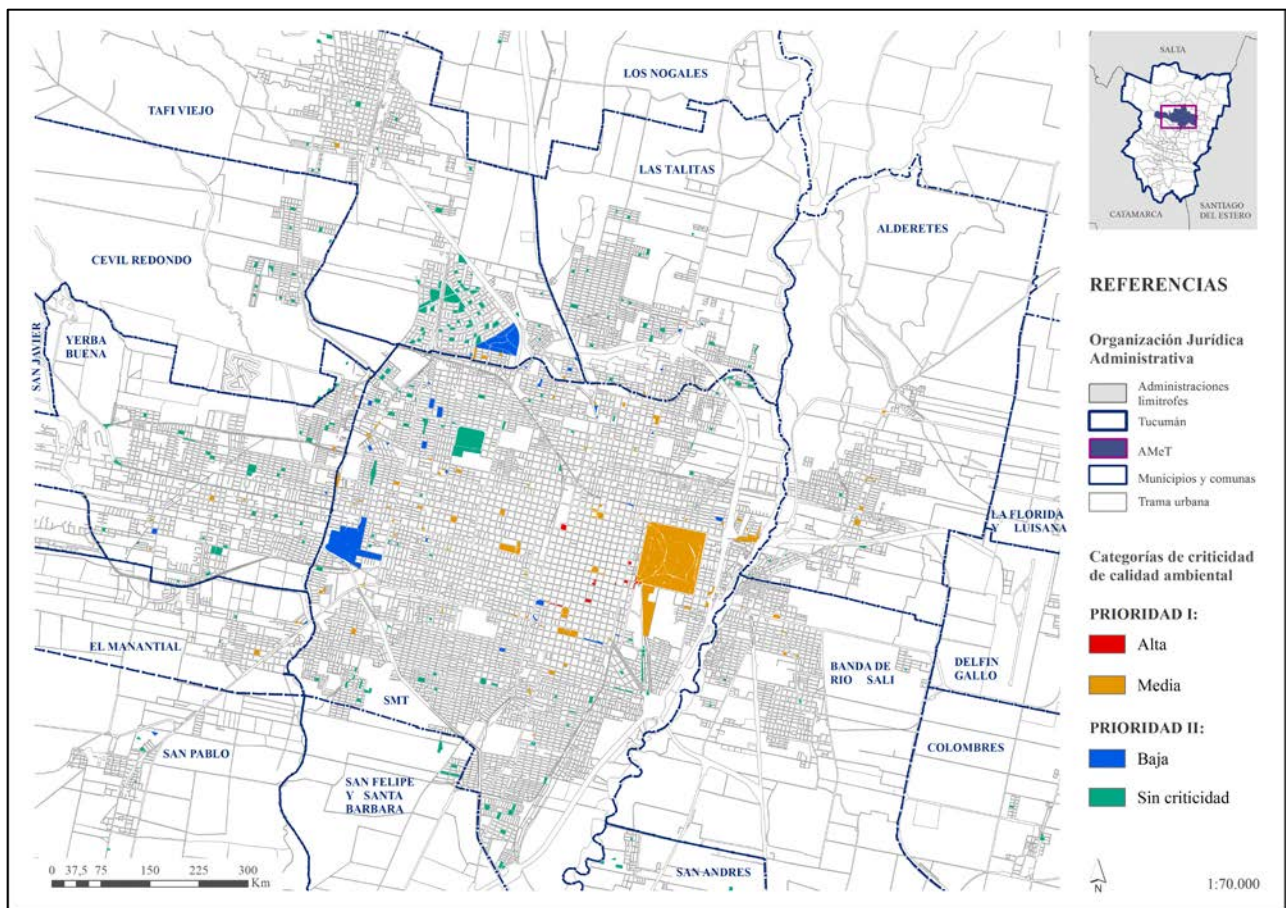 LOS NOGALES
TAFI VIEJO
LAS TALITAS
ALDERETES
CEVIL REDONDO
SAN JAVIER
YERBA
BUENA
LA FLORIDA
Y LUISANA
EL MANANTIAL
BANDA DE
RIO SALI
DELFIN
GALLO
SMT
SAN PABLO
COLOMBRES
SAN FELIPE
Y SANTA
BARBARA
SAN ANDRES
0 37,5 75 150 225 300
Km
SALTA
CATAMARCA
SANTIAGO
DEL ESTERO
REFERENCIAS
Organización Jurídica
Administrativa
Administraciones
limitrofes
Tucumán
AMeT
Municipios y comunas
Trama urbana
Categorías de criticidad
de calidad ambiental
PRIORIDAD I:
Alta
Media
PRIORIDAD II:
Baja
Sin criticidad
N
1:70.000